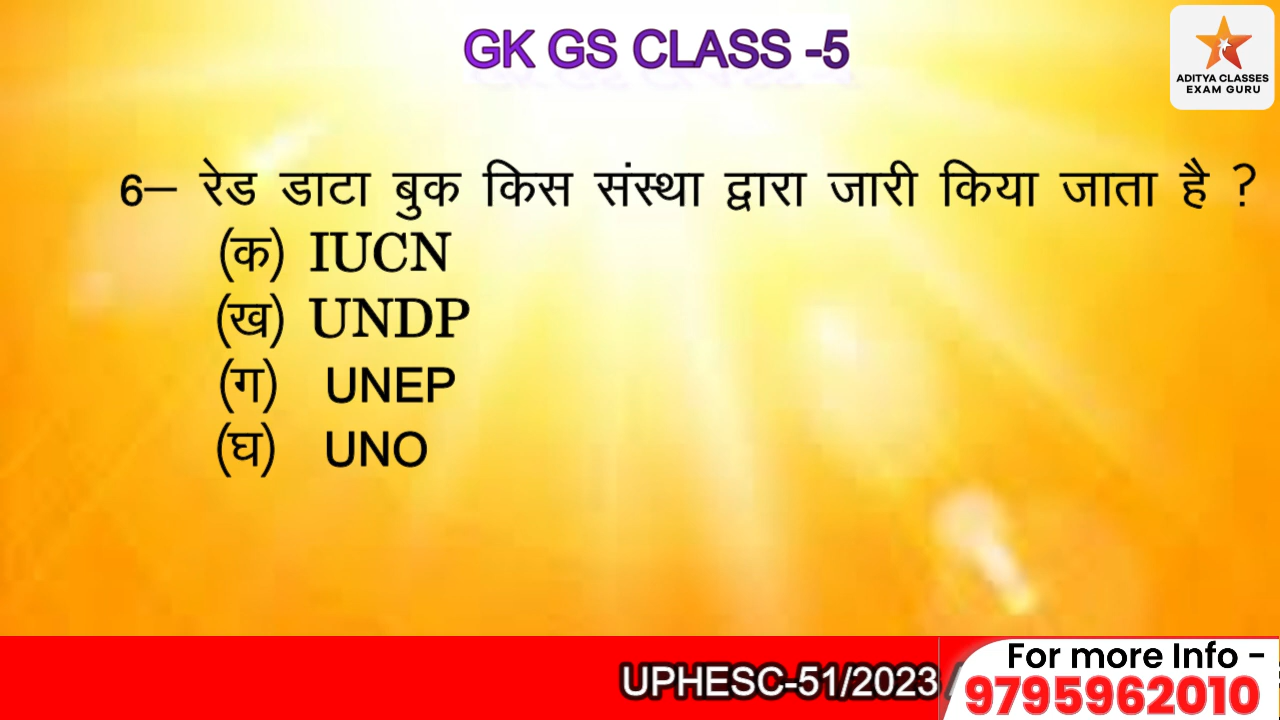 GK GS CLASS -5
ADITYA CLASSES
EXAM GURU
6– रेड डाटा बुक किस संस्था द्वारा जारी किया जाता है ?
(क) IUCN
(ख) UNDP
(ग) UNEP
(घ) UNO
UPHESC-51/2023
For more Info -
9795962010